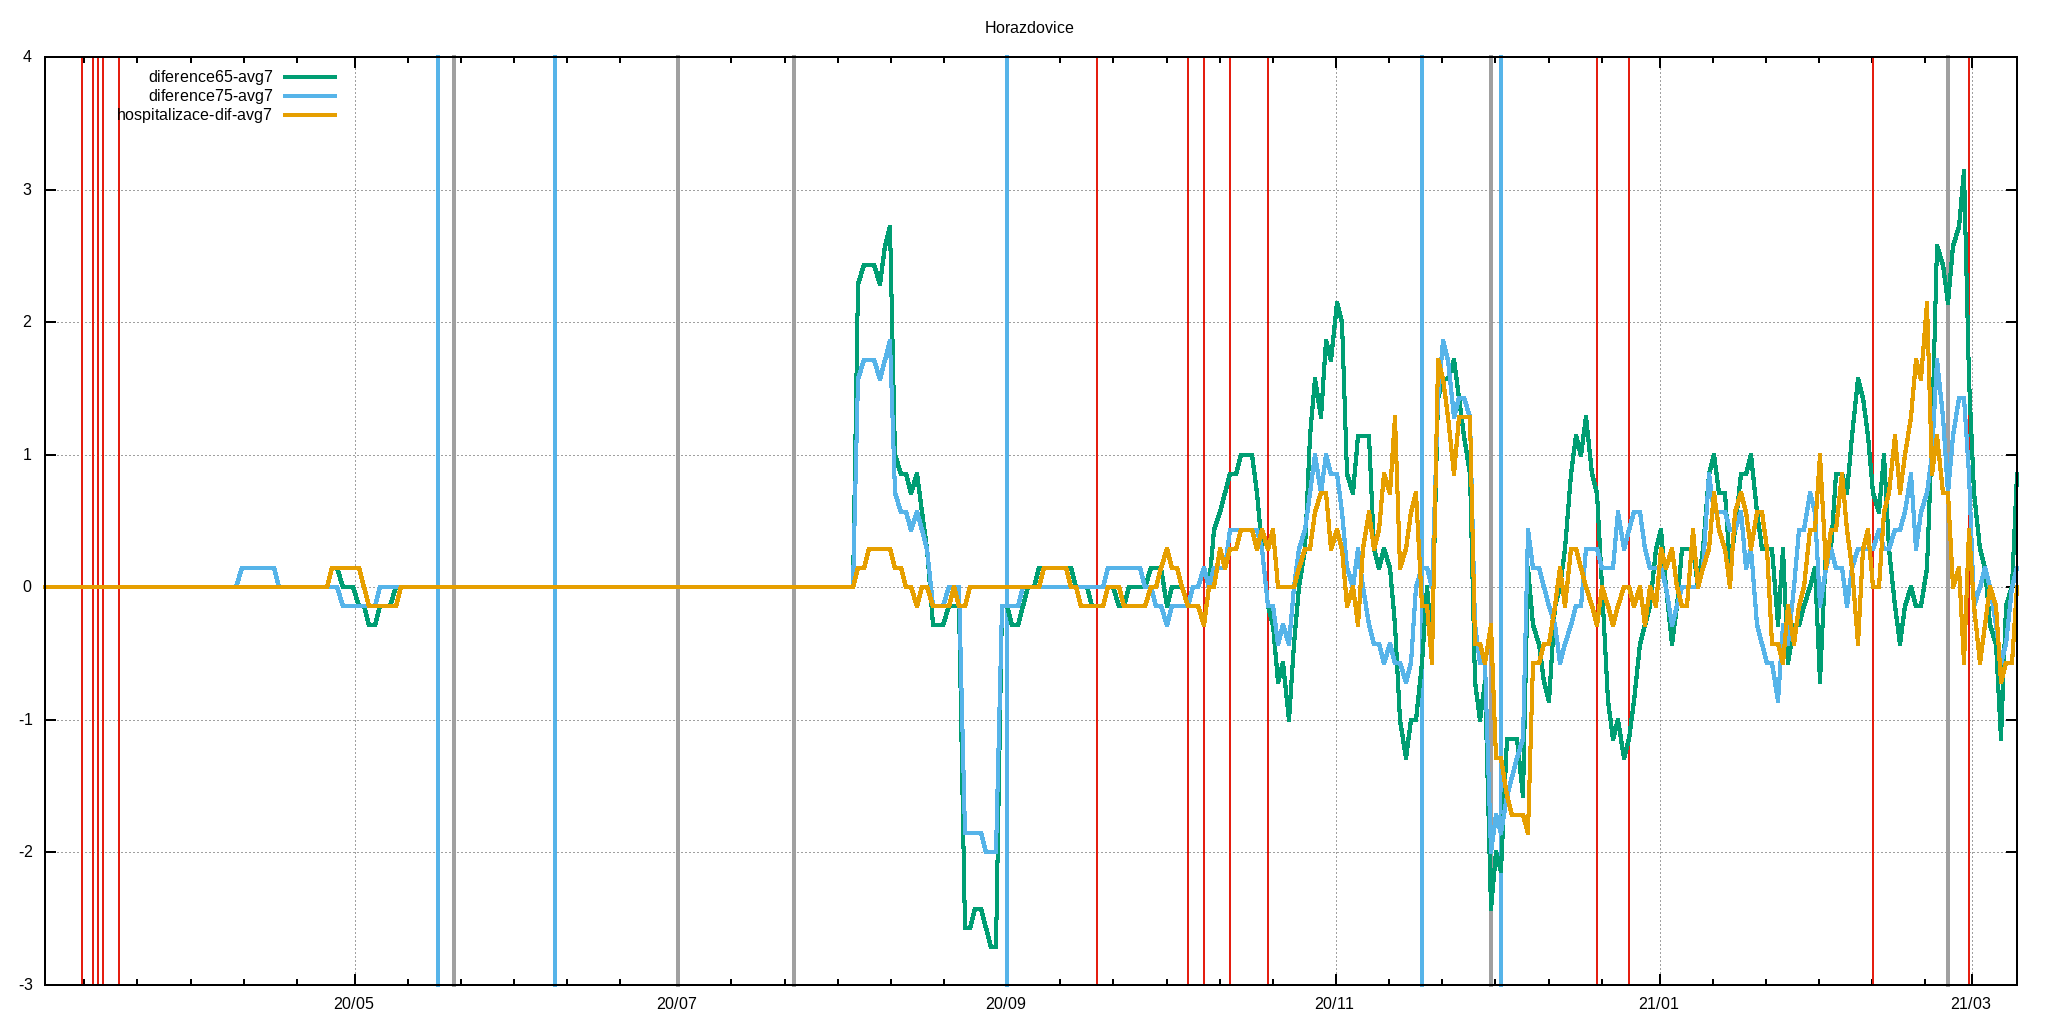 Horazdovice
4
diference65-avg7
diference75-avg7
hospitalizace-dif-avg7
3
2
1
0
-1
-2
-3
20/05 20/07 20/09 20/11 21/01 21/03